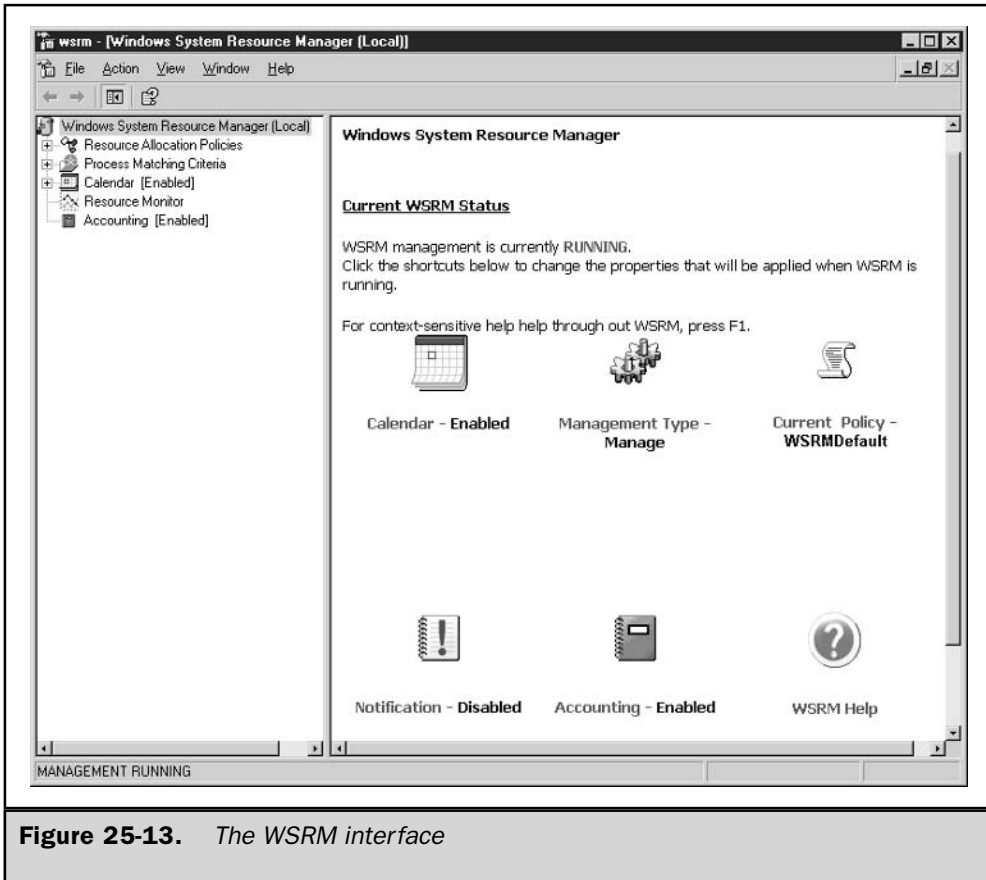 wsrm - [Windows System Resource Manager (Local)]
File Action View Window Help
Windows System Resource Manager (Local)
Resource Allocation Policies
Process Matching Criteria
Calendar [Enabled]
Resource Monitor
Accounting [Enabled]
Windows System Resource Manager
Current WSRM Status
WSRM management is currently RUNNING.
Click the shortcuts below to change the properties that will be applied when WSRM is
running.
For context-sensitive help help through out WSRM, press F1.
Calendar - Enabled
Management Type -
Manage
Current Policy -
WSRMDefault
Notification - Disabled
Accounting - Enabled
WSRM Help
MANAGEMENT RUNNING
Figure 25-13. The WSRM interface